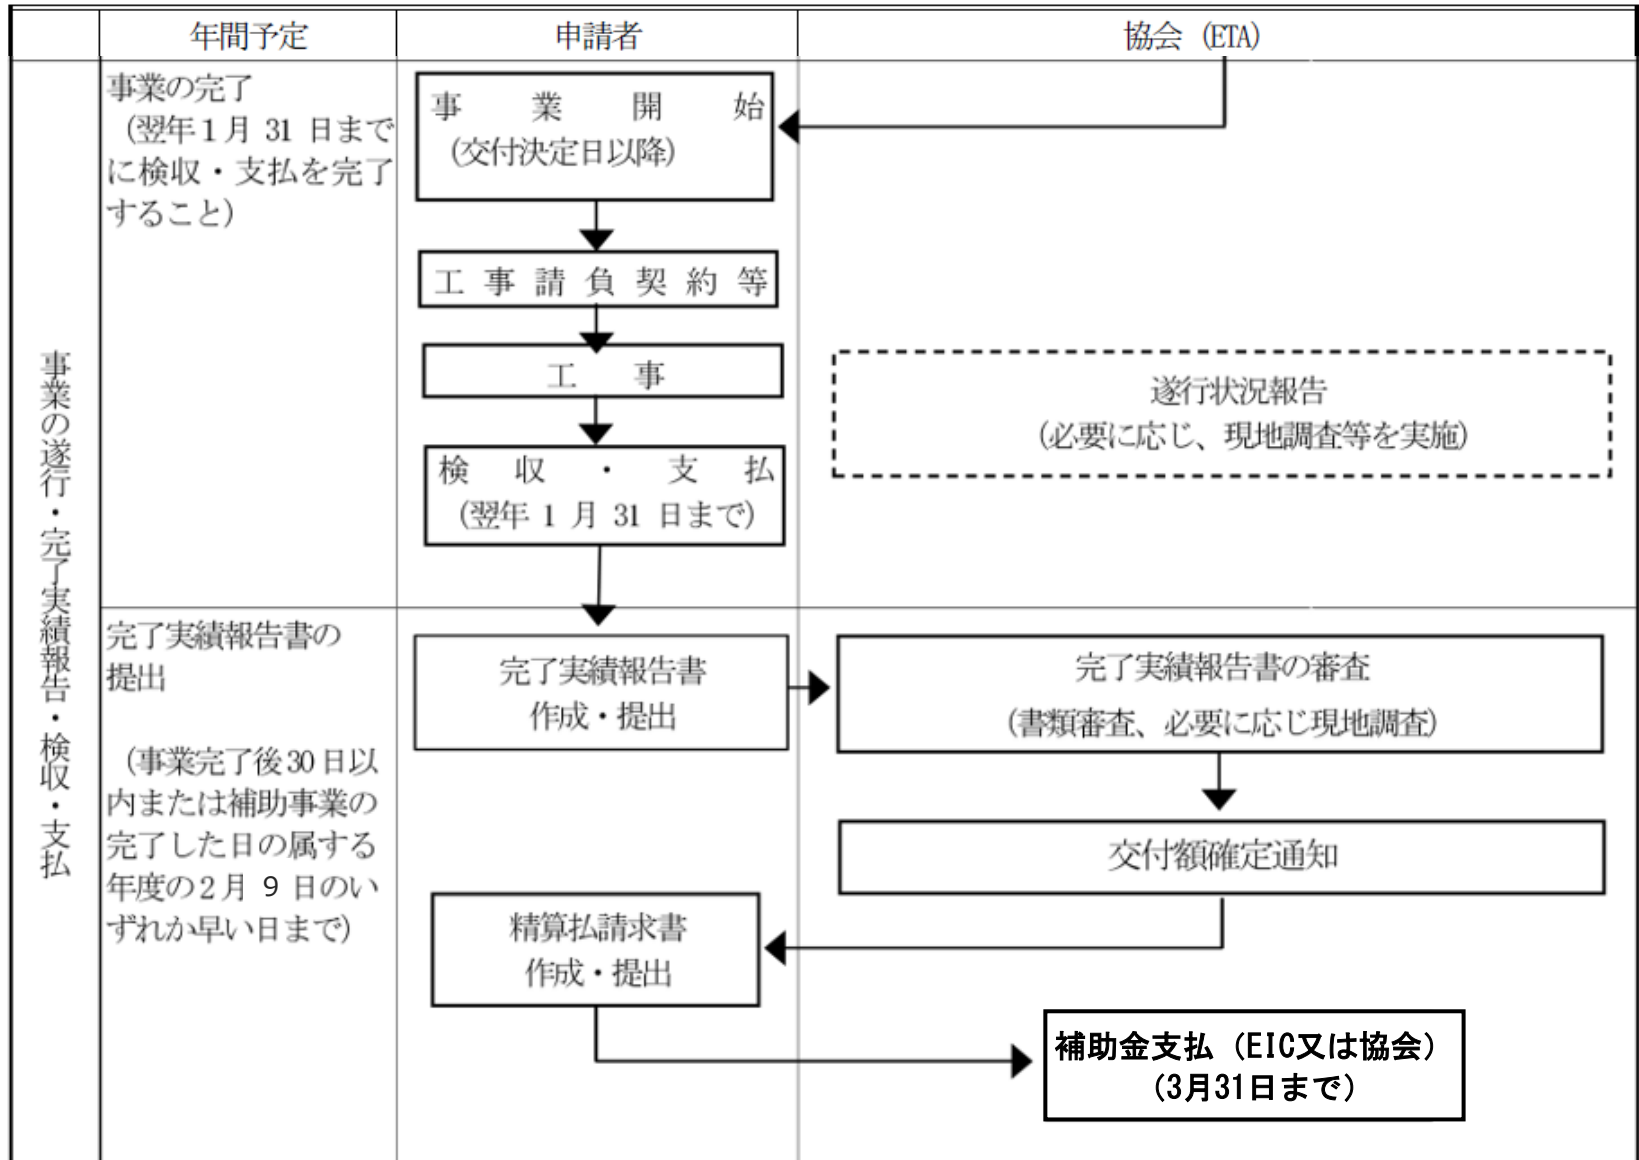 年間予定
申請者
協会 (ETA)
事業の遂行・完了実績報告・検収・支払
事業の完了
(翌年1月 31 日まで
に検収・支払を完了
すること)
事業開始
(交付決定日以降)
工事請負契約等
工事
検収・支払
(翌年 1 月 31 日まで)
遂行状況報告
(必要に応じ、現地調査等を実施)
完了実績報告書の
提出
(事業完了後30日以
内または補助事業の
完了した日の属する
年度の2月 9 日のい
ずれか早い日まで)
完了実績報告書
作成・提出
完了実績報告書の審査
(書類審査、必要に応じ現地調査)
交付額確定通知
精算払請求書
作成・提出
補助金支払（EIC又は協会）
（3月31日まで）